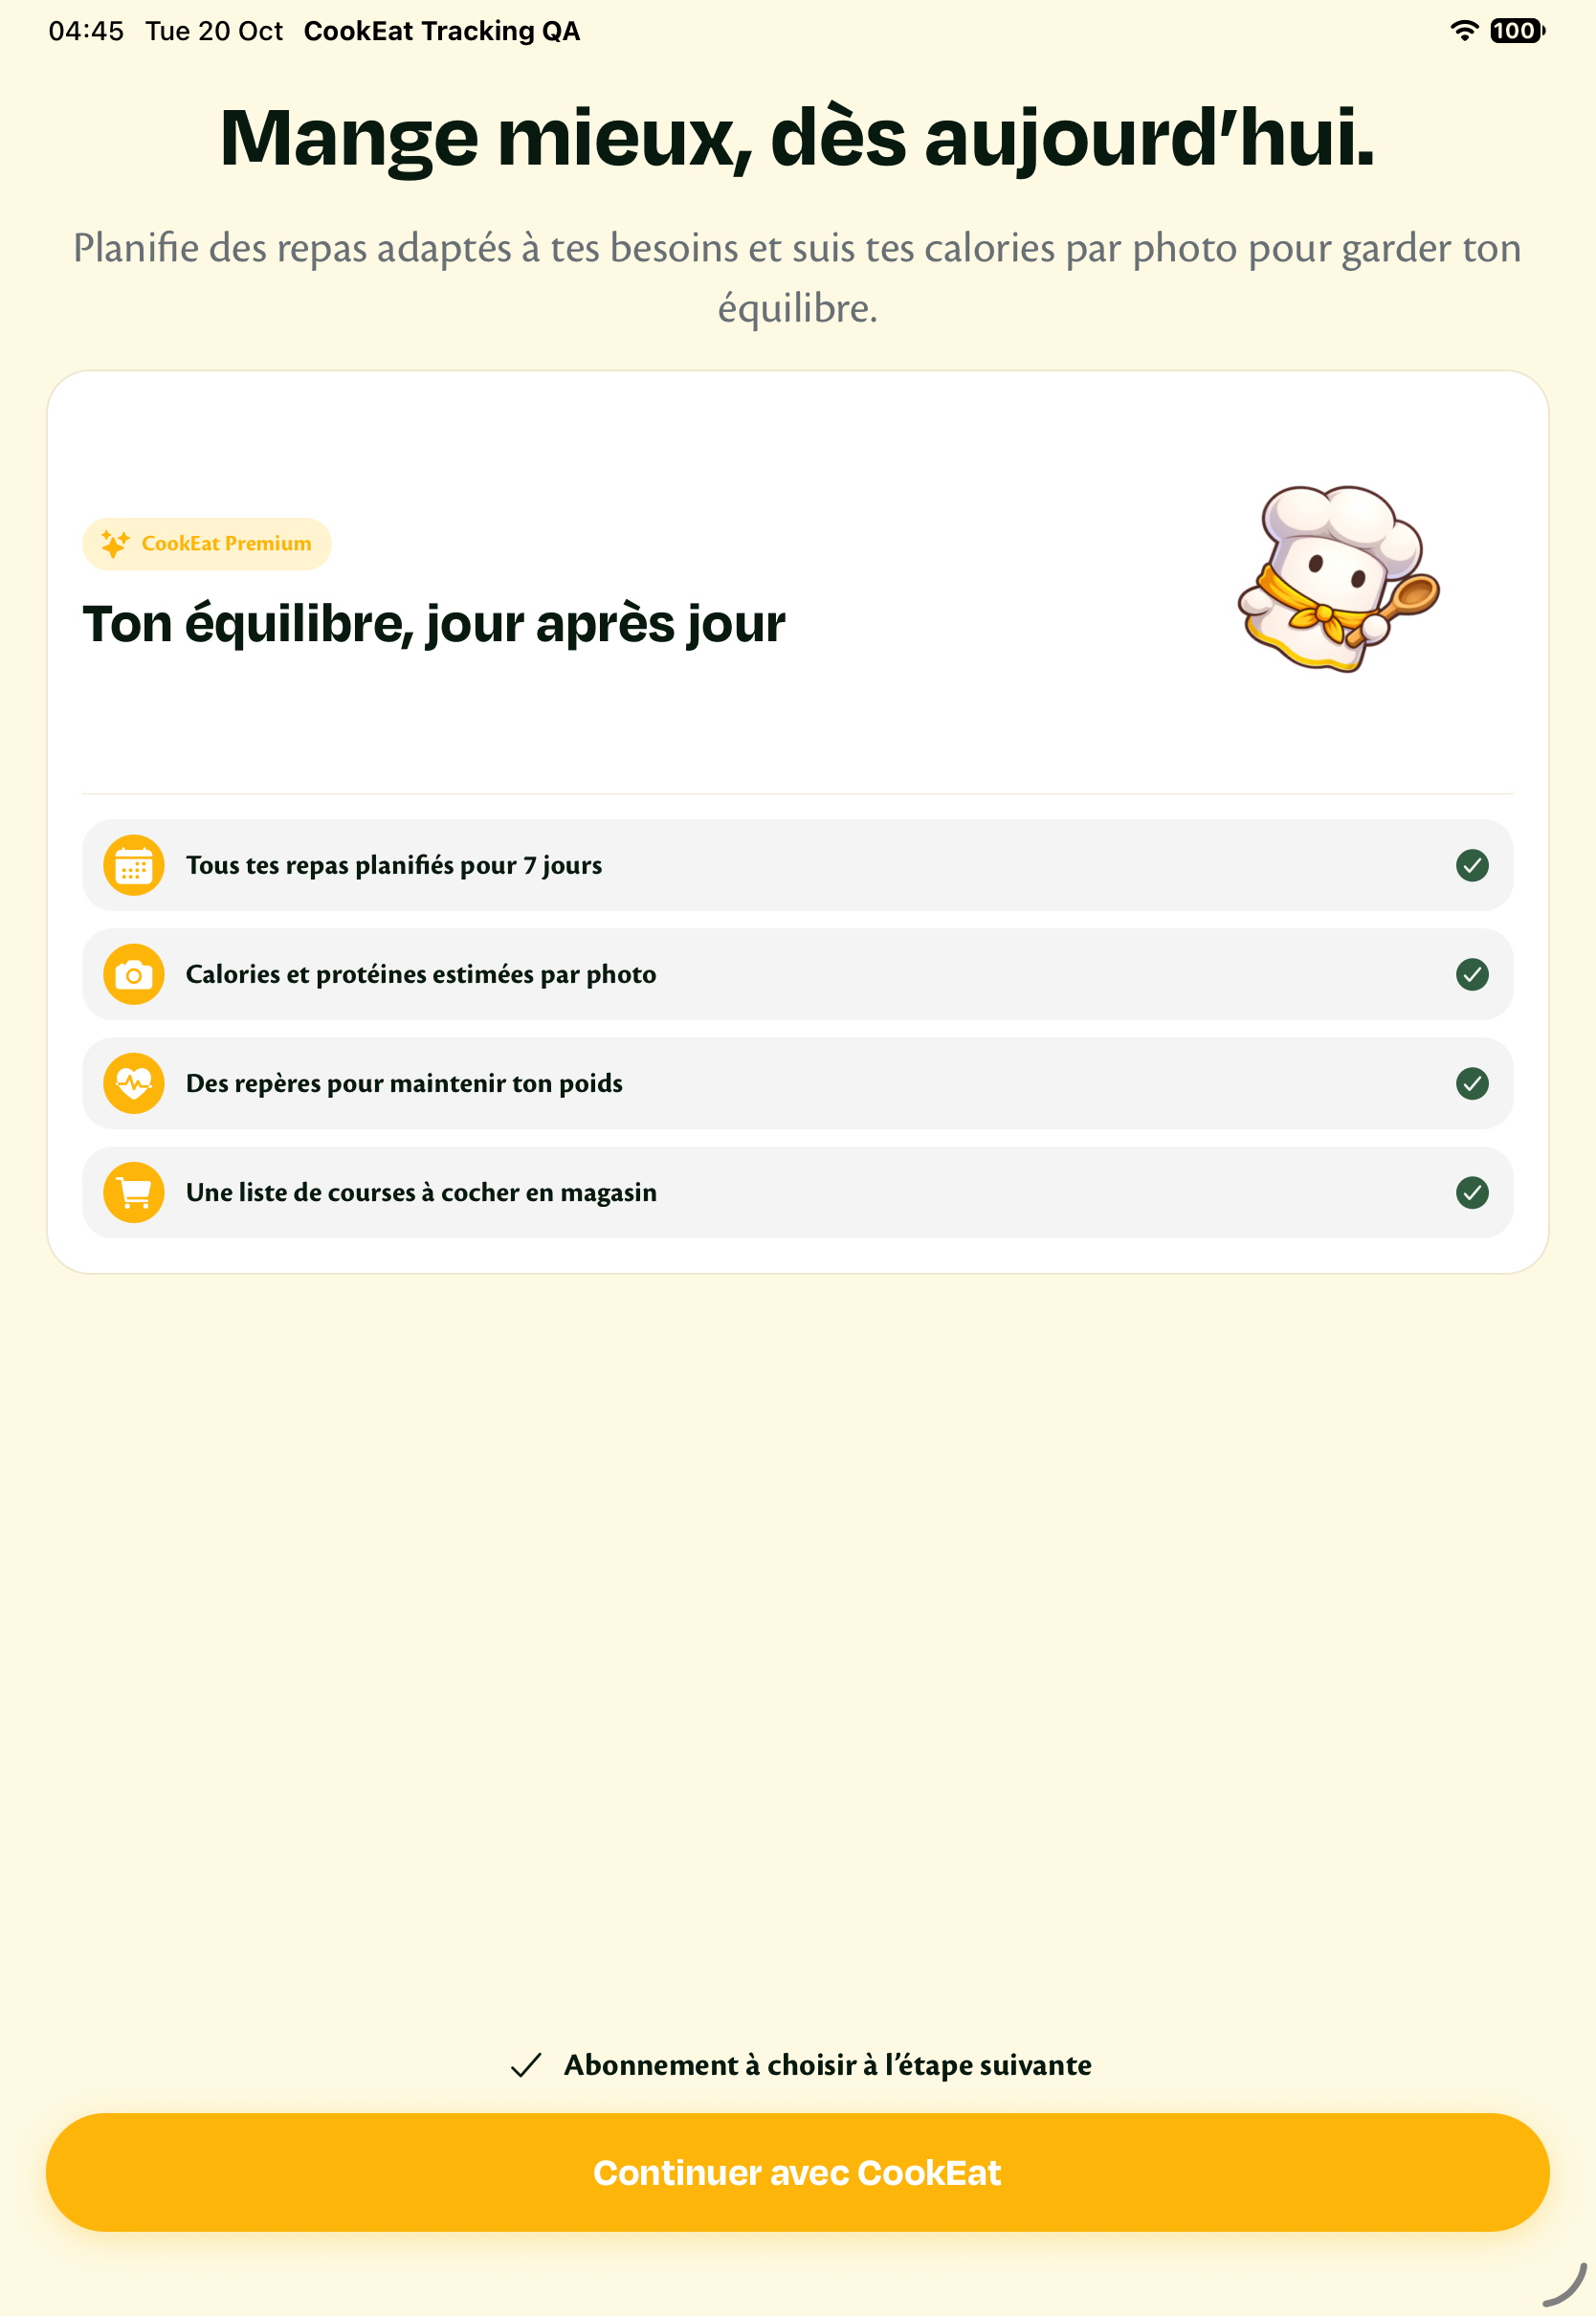 04:45 Tue 20 Oct CookEat Tracking QA 100
Mange mieux, dès aujourd’hui.
Planifie des repas adaptés à tes besoins et suis tes calories par photo pour garder ton
équilibre.
CookEat Premium
Ton équilibre, jour après jour
Tous tes repas planifiés pour 7 jours
Calories et protéines estimées par photo
Des repères pour maintenir ton poids
Une liste de courses à cocher en magasin
Abonnement à choisir à l’étape suivante
Continuer avec CookEat